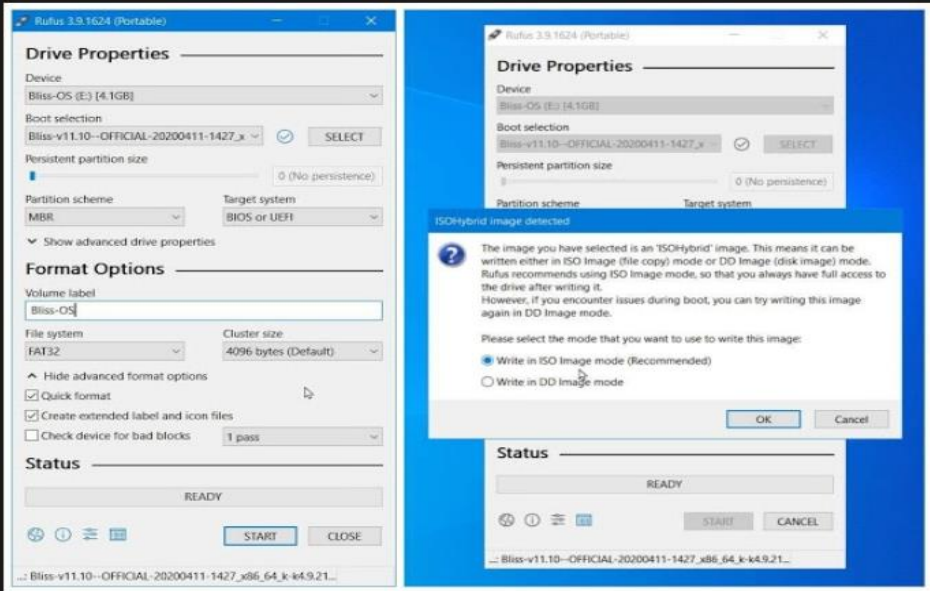 Rufus 3.9.1624 (Portable)
Drive Properties
Device
Bliss-OS (E:) [4.1GB]
Boot selection
Bliss-v11.10--OFFICIAL-20200411-1427_x
SELECT
Persistent partition size
0 (No persistence)
Partition scheme
Target system
MBR
BIOS or UEFI
Show advanced drive properties
Format Options
Volume label
Bliss-OS
File system
Cluster size
FAT32
4096 bytes (Default)
Hide advanced format options
Quick format
Create extended label and icon files
Check device for bad blocks
1 pass
Status
READY
START
CLOSE
...: Bliss-v11.10--OFFICIAL-20200411-1427_x86_64_k-k4.9.21...
Rufus 3.9.1624 (Portable)
Drive Properties
Device
Bliss-OS (E:) [4.1GB]
Boot selection
Bliss-v11.10--OFFICIAL-20200411-1427_x
SELECT
Persistent partition size
0 (No persistence)
Partition scheme
Target system
ISOHybrid image detected
The image you have selected is an 'ISOHybrid' image. This means it can be
written either in ISO Image (file copy) mode or DD Image (disk image) mode.
Rufus recommends using ISO Image mode, so that you always have full access to
the drive after writing it.
However, if you encounter issues during boot, you can try writing this image
again in DD Image mode.
Please select the mode that you want to use to write this image:
Write in ISO Image mode (Recommended)
Write in DD Image mode
OK
Cancel
Status
READY
START
CANCEL
...: Bliss-v11.10--OFFICIAL-20200411-1427_x86_64_k-k4.9.21...